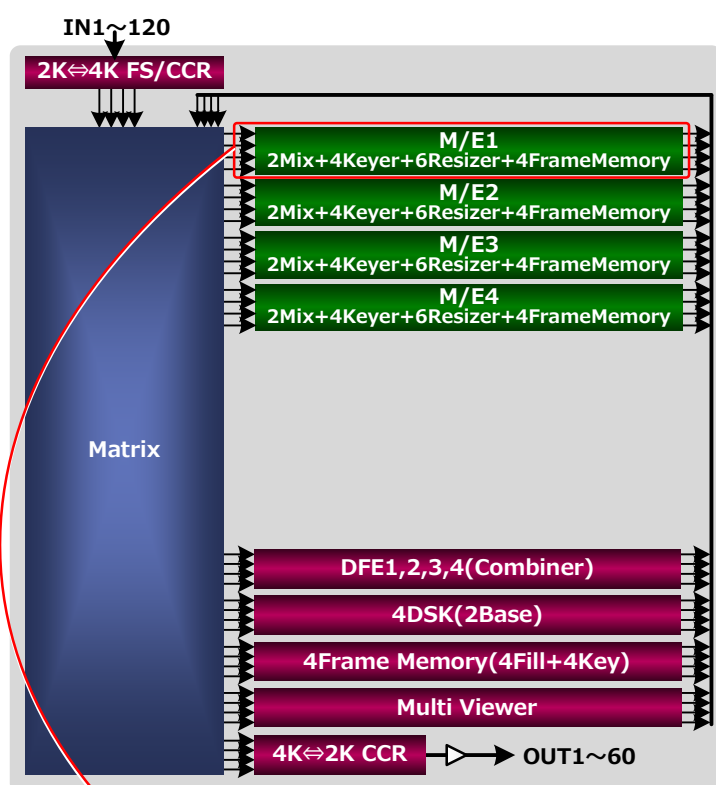 IN1～120
2K⇔4K FS/CCR
M/E1
2Mix+4Keyer+6Resizer+4FrameMemory
M/E2
2Mix+4Keyer+6Resizer+4FrameMemory
M/E3
2Mix+4Keyer+6Resizer+4FrameMemory
M/E4
2Mix+4Keyer+6Resizer+4FrameMemory
Matrix
DFE1,2,3,4(Combiner)
4DSK(2Base)
4Frame Memory(4Fill+4Key)
Multi Viewer
4K⇔2K CCR
OUT1～60